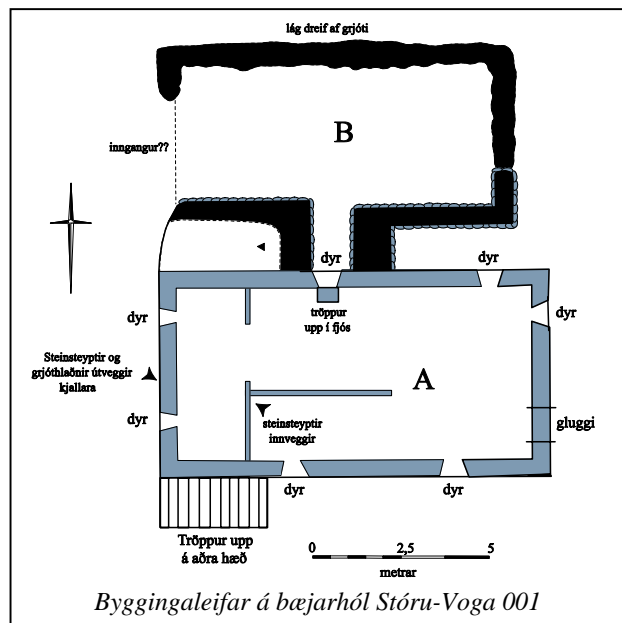 lág dreif af grjóti
B
inngangur??
dyr
dyr
dyr
tröppur
upp í fjós
dyr
Steinsteyptir og
grjóthlaðnir útveggir
kjallara
A
dyr
steinsteyptir
innveggir
gluggi
dyr
dyr
Tröppur upp
á aðra hæð
0
2,5
5
metrar
Byggingaleifar á bæjarhól Stóru-Voga 001